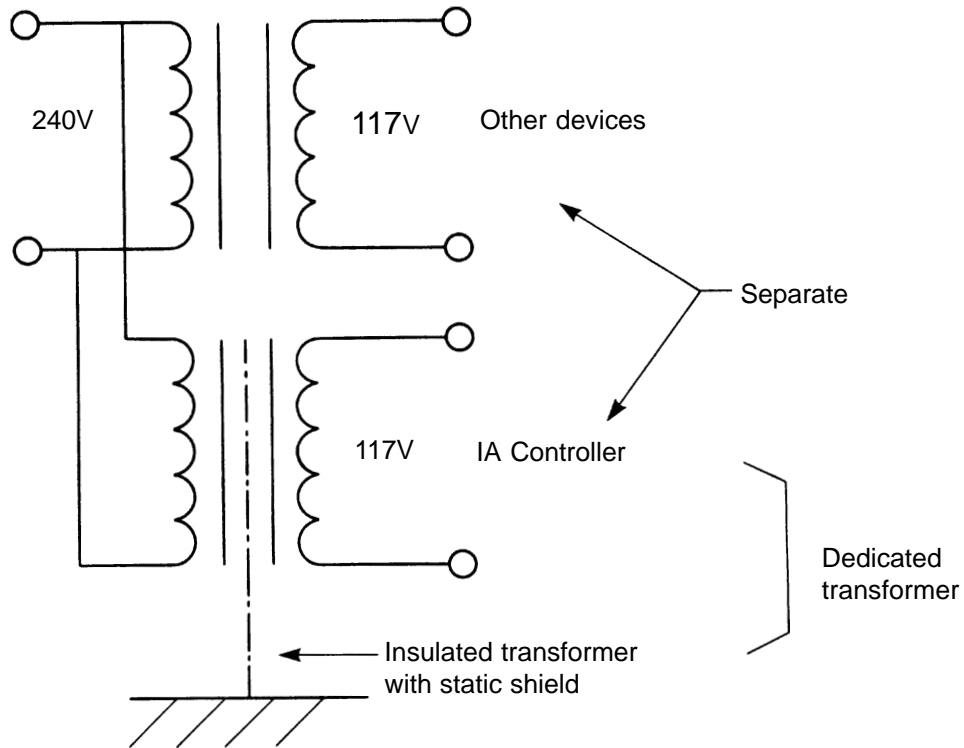 240V
117V
Other devices
Separate
117V
IA Controller
Dedicated
transformer
Insulated transformer
with static shield